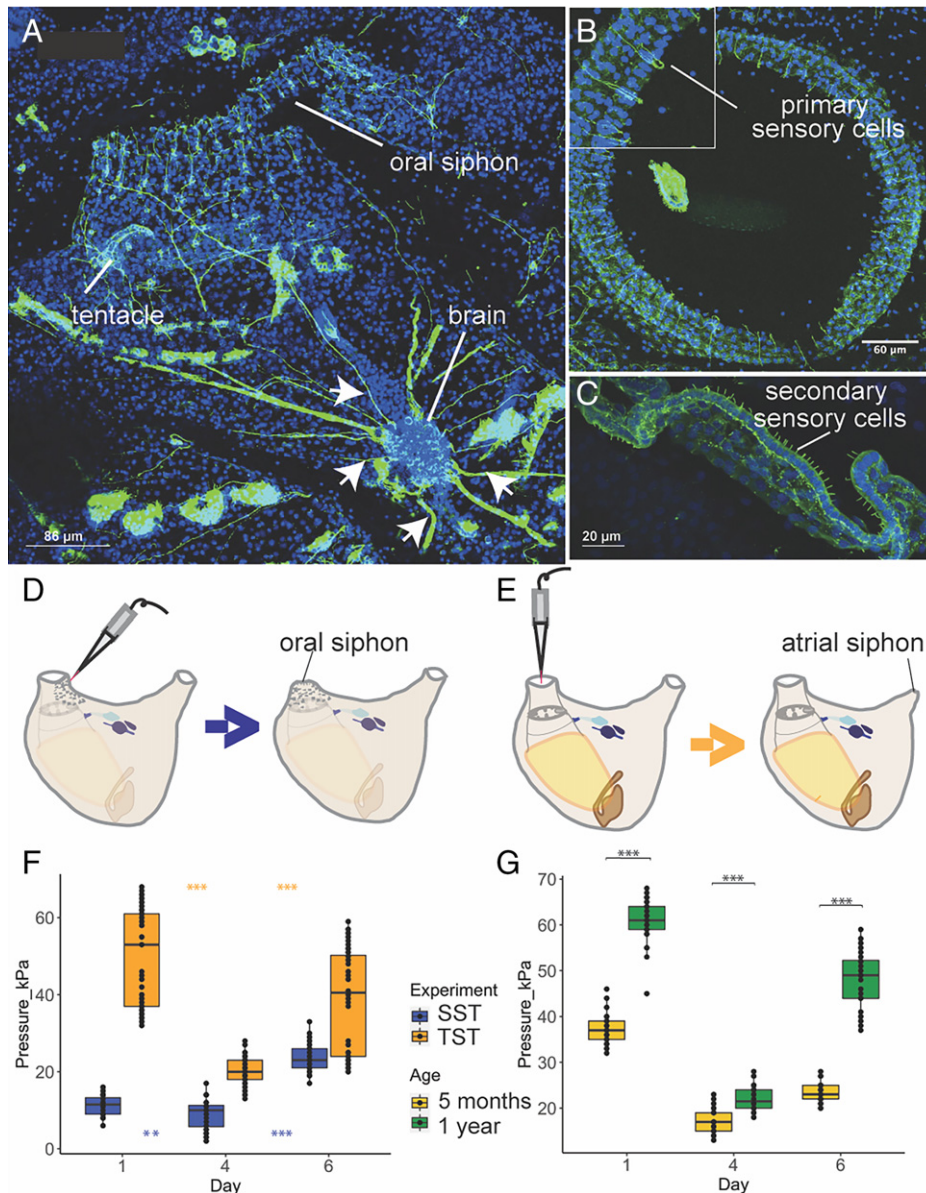 A
oral siphon
tentacle
brain
86 µm
B
primary
sensory cells
60 µm
C
secondary
sensory cells
20 µm
D
oral siphon
E
atrial siphon
F
***
***
60
40
20
0
Pressure_kPa
**
***
1
4
6
Day
Experiment
SST
TST
Age
5 months
1 year
G
***
***
***
70
60
50
40
30
20
Pressure_kPa
1
4
6
Day